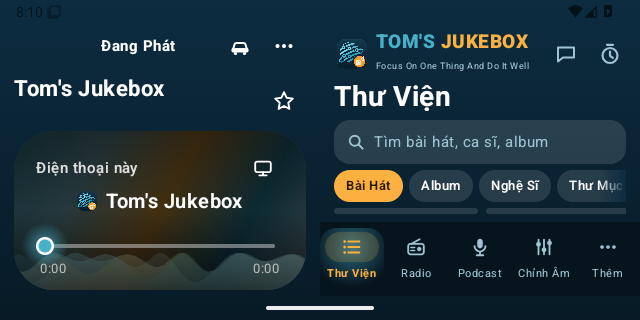 8:10
Đang Phát
Tom's Jukebox
Điện thoại này
Tom's Jukebox
0:00
0:00
TOM'S JUKEBOX
Focus On One Thing And Do It Well
Thư Viện
Tìm bài hát, ca sĩ, album
Bài Hát
Album
Nghệ Sĩ
Thư Mục
Thư Viện
Radio
Podcast
Chỉnh Âm
Thêm